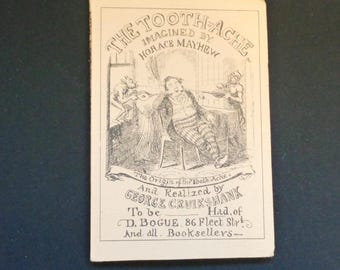 THE TOOTH-ACHE
IMAGINED BY
HORACE MAYHEW
The Origin of the Tooth Ache
And Realized by
GEORGE CRUIKSHANK
To be Had of
D. BOGUE 86 Fleet Strt
And all Booksellers